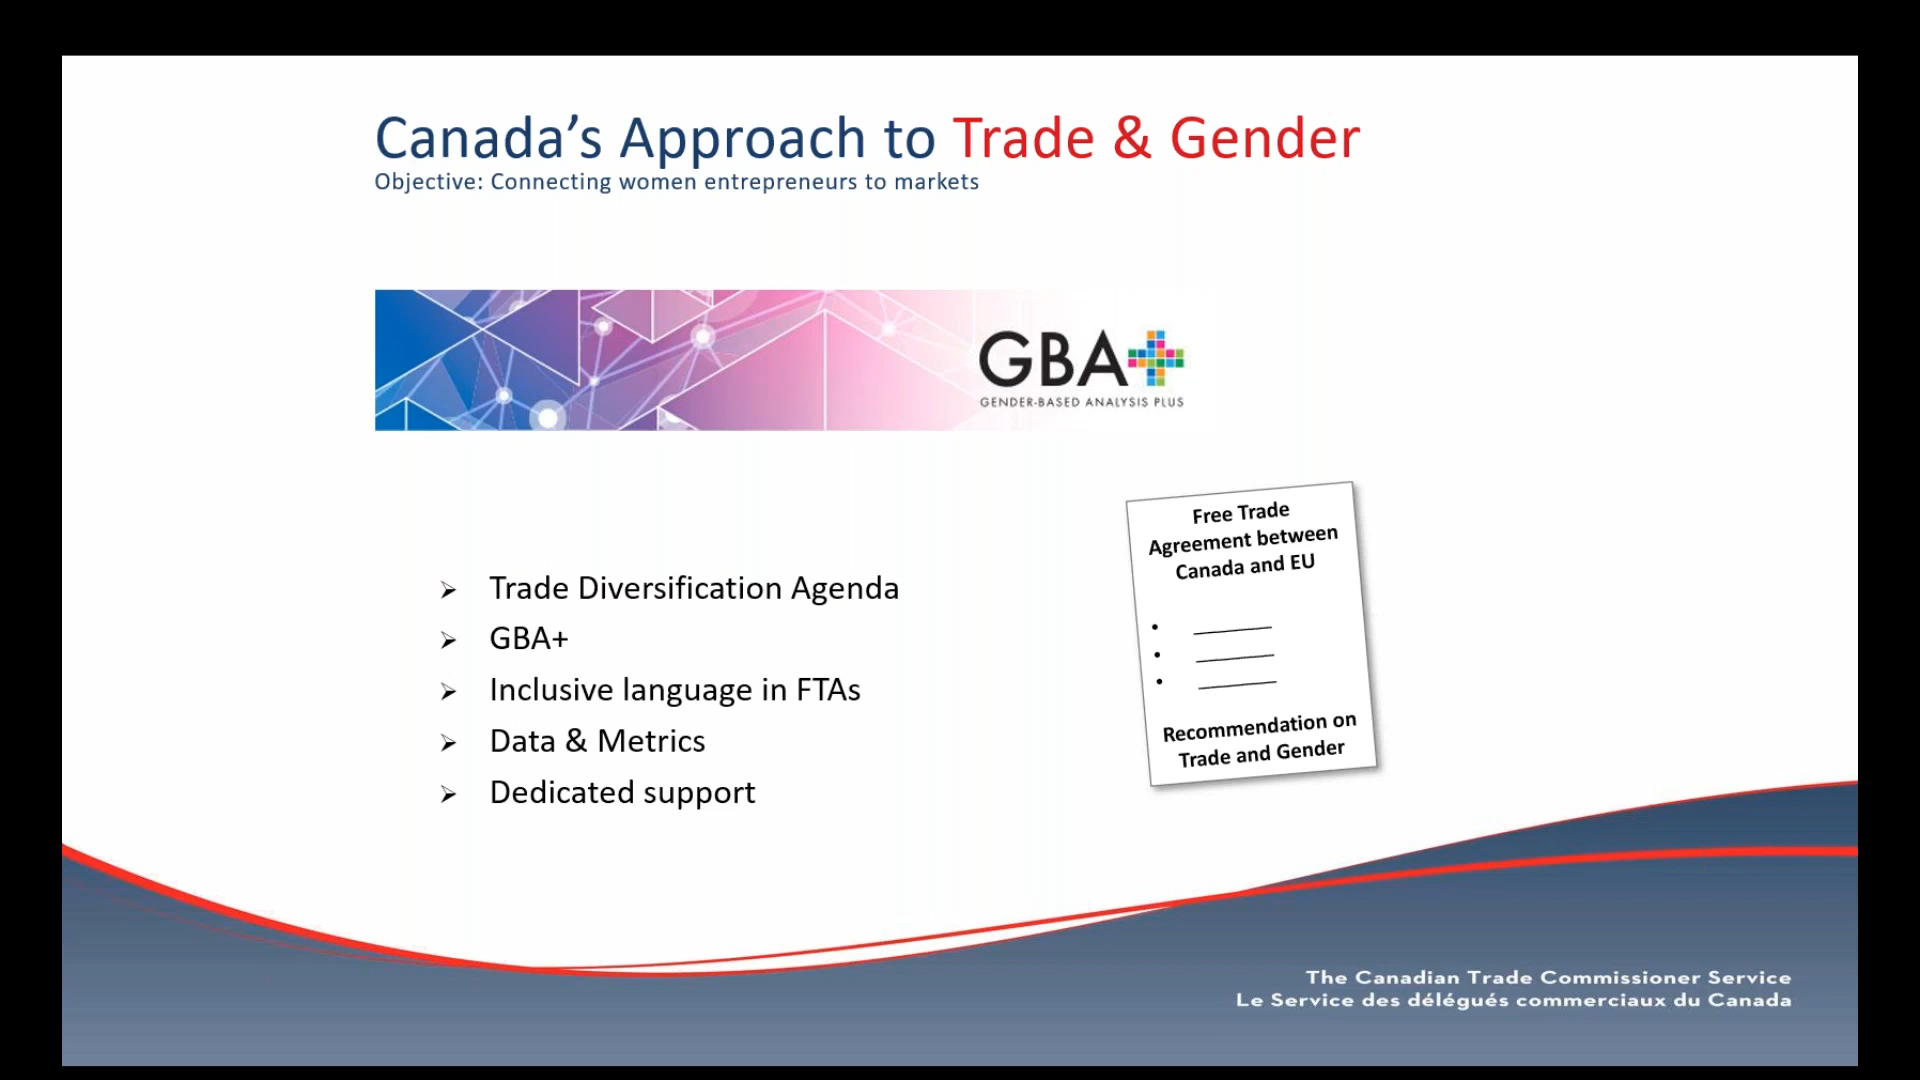 Canada’s Approach to Trade & Gender
Objective: Connecting women entrepreneurs to markets
GBA+
GENDER-BASED ANALYSIS PLUS
Free Trade
Agreement between
Canada and EU
Recommendation on
Trade and Gender
Trade Diversification Agenda
GBA+
Inclusive language in FTAs
Data & Metrics
Dedicated support
The Canadian Trade Commissioner Service
Le Service des délégués commerciaux du Canada